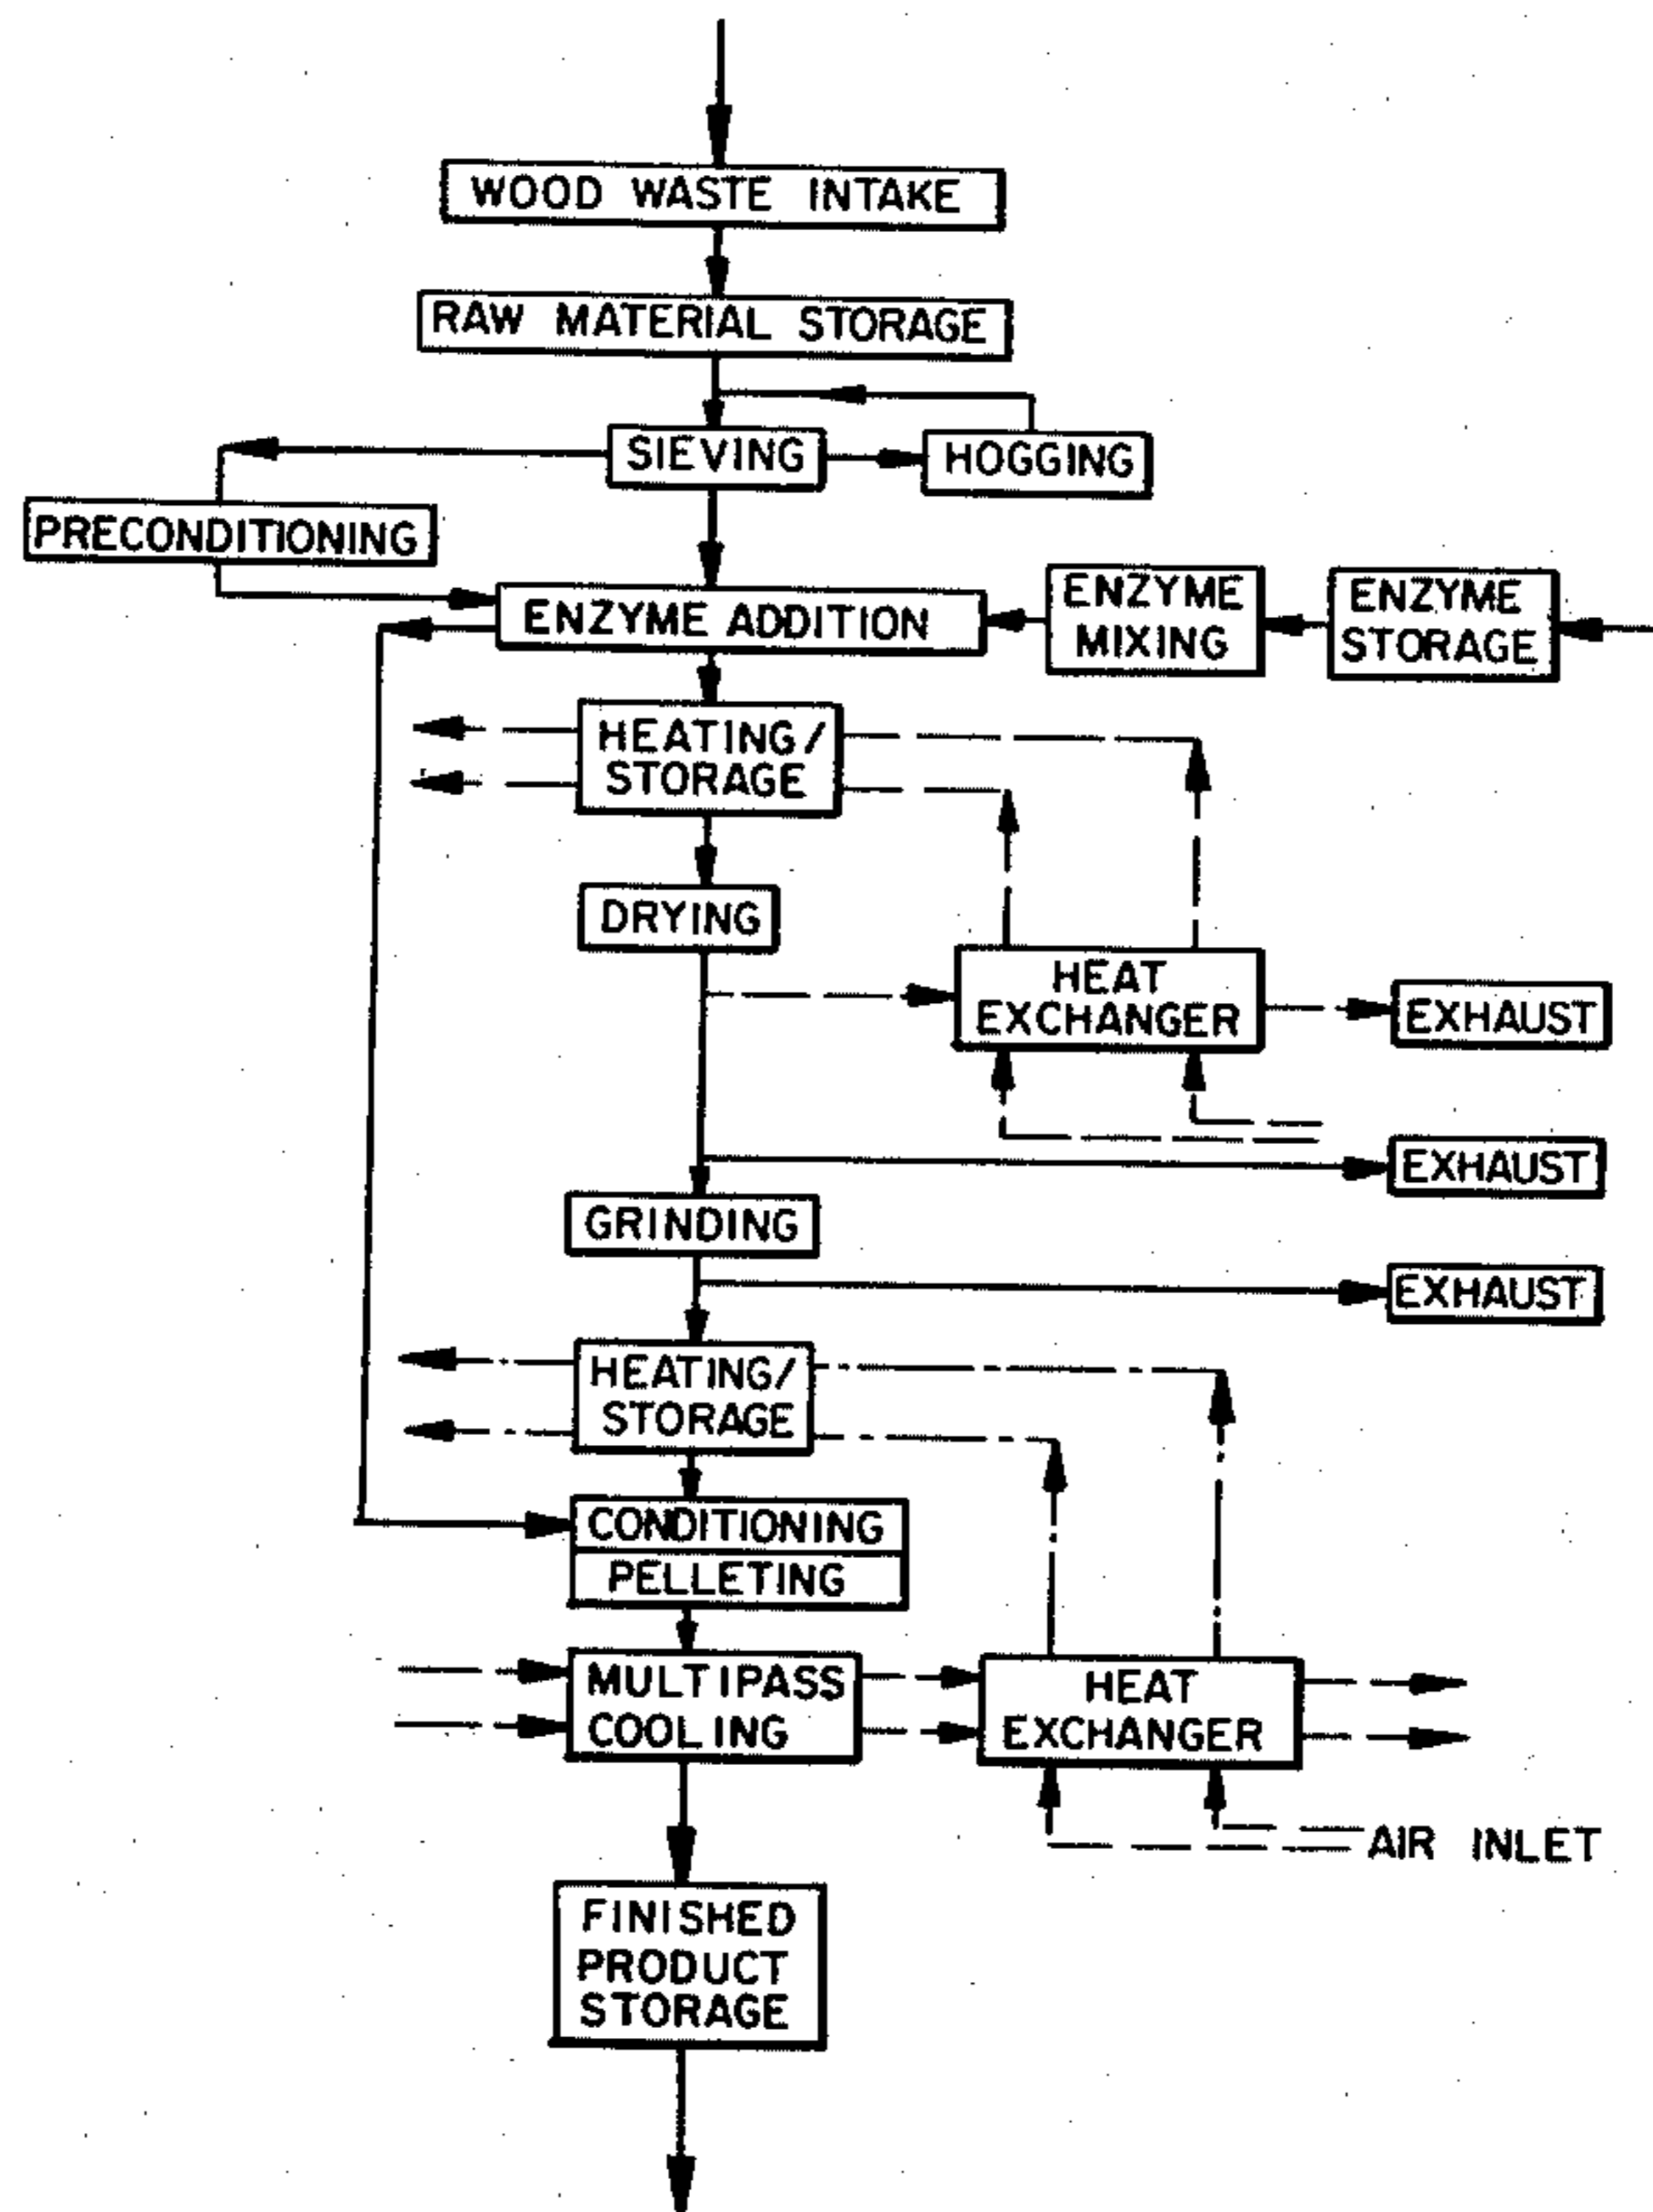 WOOD WASTE INTAKE
RAW MATERIAL STORAGE
SIEVING
HOGGING
PRECONDITIONING
ENZYME ADDITION
ENZYME
MIXING
ENZYME
STORAGE
HEATING/
STORAGE
DRYING
HEAT
EXCHANGER
EXHAUST
EXHAUST
GRINDING
EXHAUST
HEATING/
STORAGE
CONDITIONING
PELLETING
MULTIPASS
COOLING
HEAT
EXCHANGER
AIR INLET
FINISHED
PRODUCT
STORAGE